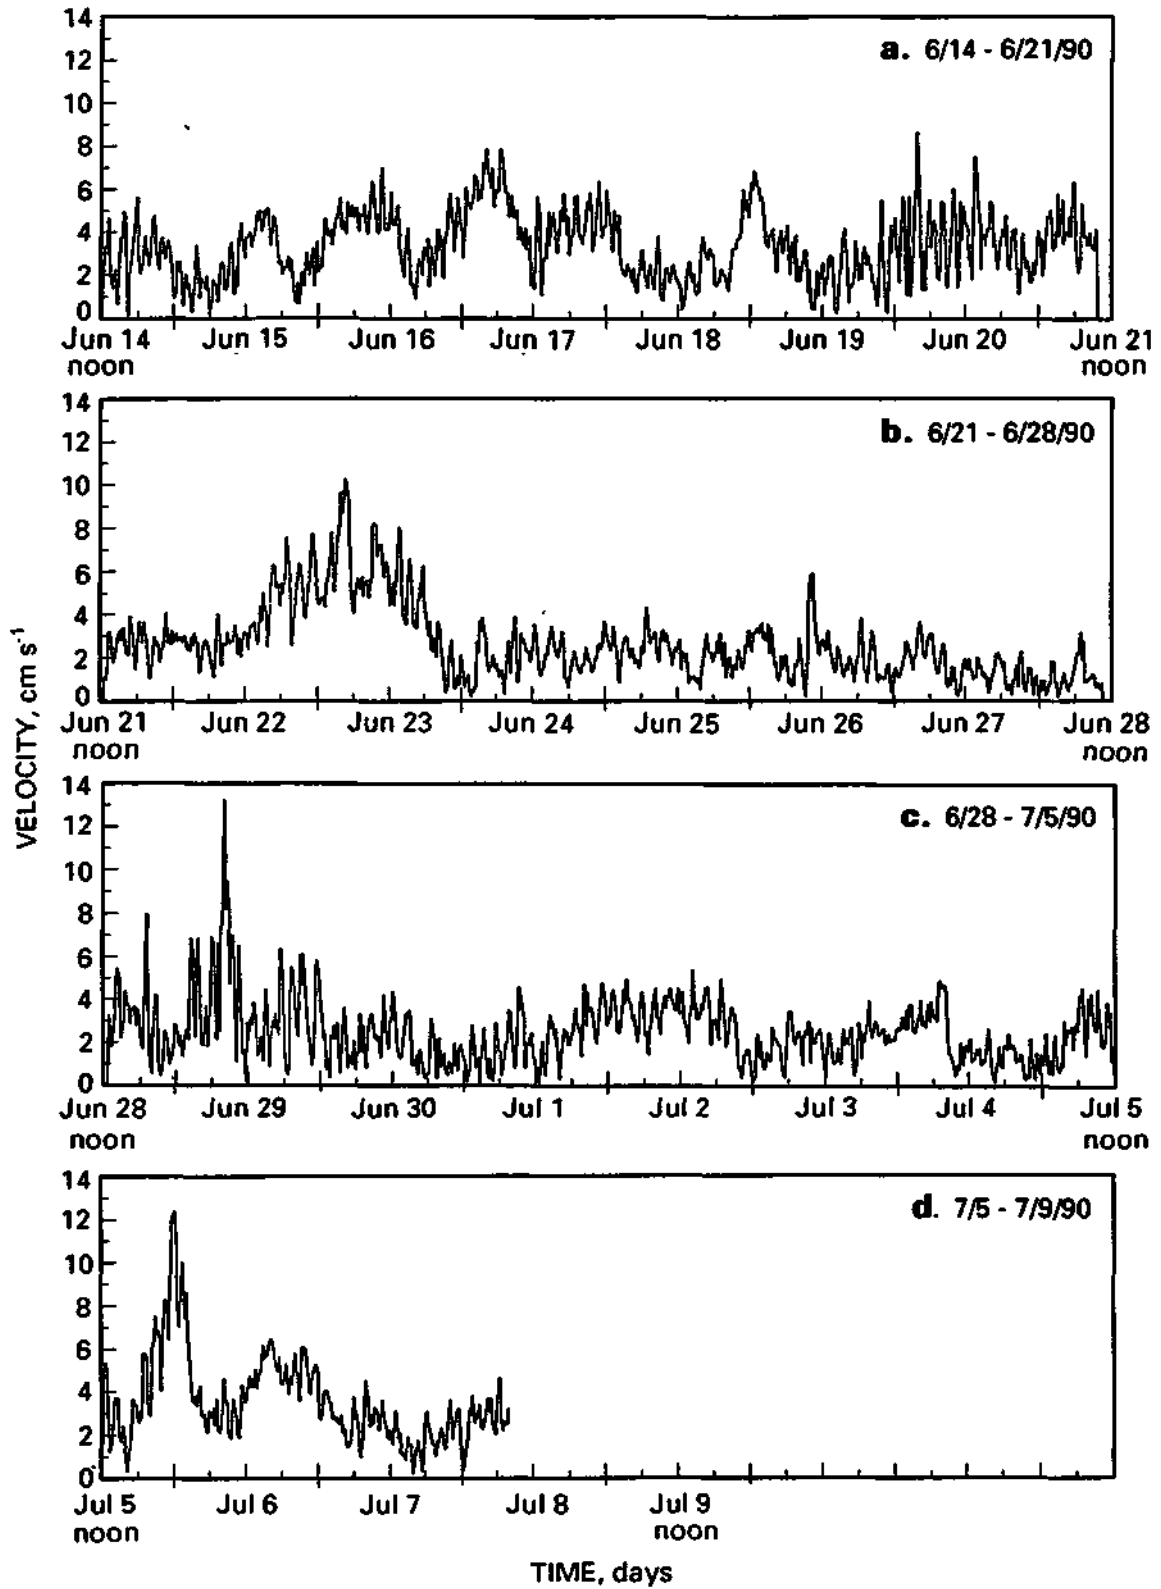 VELOCITY, cm s-1
14
12
10
8
6
4
2
0
a. 6/14 - 6/21/90
Jun 14 Jun 15 Jun 16 Jun 17 Jun 18 Jun 19 Jun 20 Jun 21
noon noon
14
12
10
8
6
4
2
0
b. 6/21 - 6/28/90
Jun 21 Jun 22 Jun 23 Jun 24 Jun 25 Jun 26 Jun 27 Jun 28
noon noon
14
12
10
8
6
4
2
0
c. 6/28 - 7/5/90
Jun 28 Jun 29 Jun 30 Jul 1 Jul 2 Jul 3 Jul 4 Jul 5
noon noon
14
12
10
8
6
4
2
0
d. 7/5 - 7/9/90
Jul 5 Jul 6 Jul 7 Jul 8 Jul 9
noon noon
TIME, days